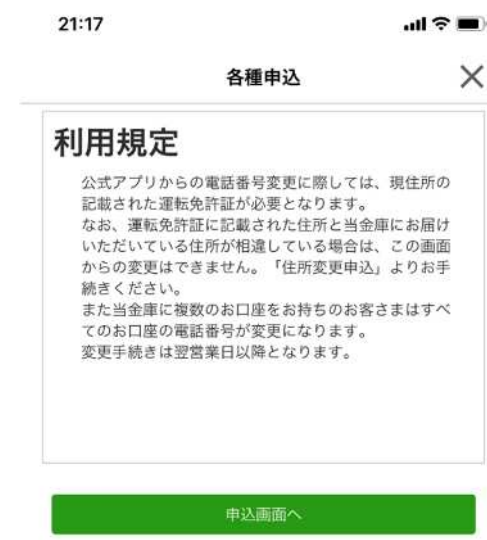 21:17
各種申込
利用規定
公式アプリからの電話番号変更に際しては、現住所の
記載された運転免許証が必要となります。
なお、運転免許証に記載された住所と当金庫にお届け
いただいている住所が相違している場合は、この画面
からの変更はできません。「住所変更申込」よりお手
続きください。
また当金庫に複数のお口座をお持ちのお客さまはすべ
てのお口座の電話番号が変更になります。
変更手続きは翌営業日以降となります。
申込画面へ